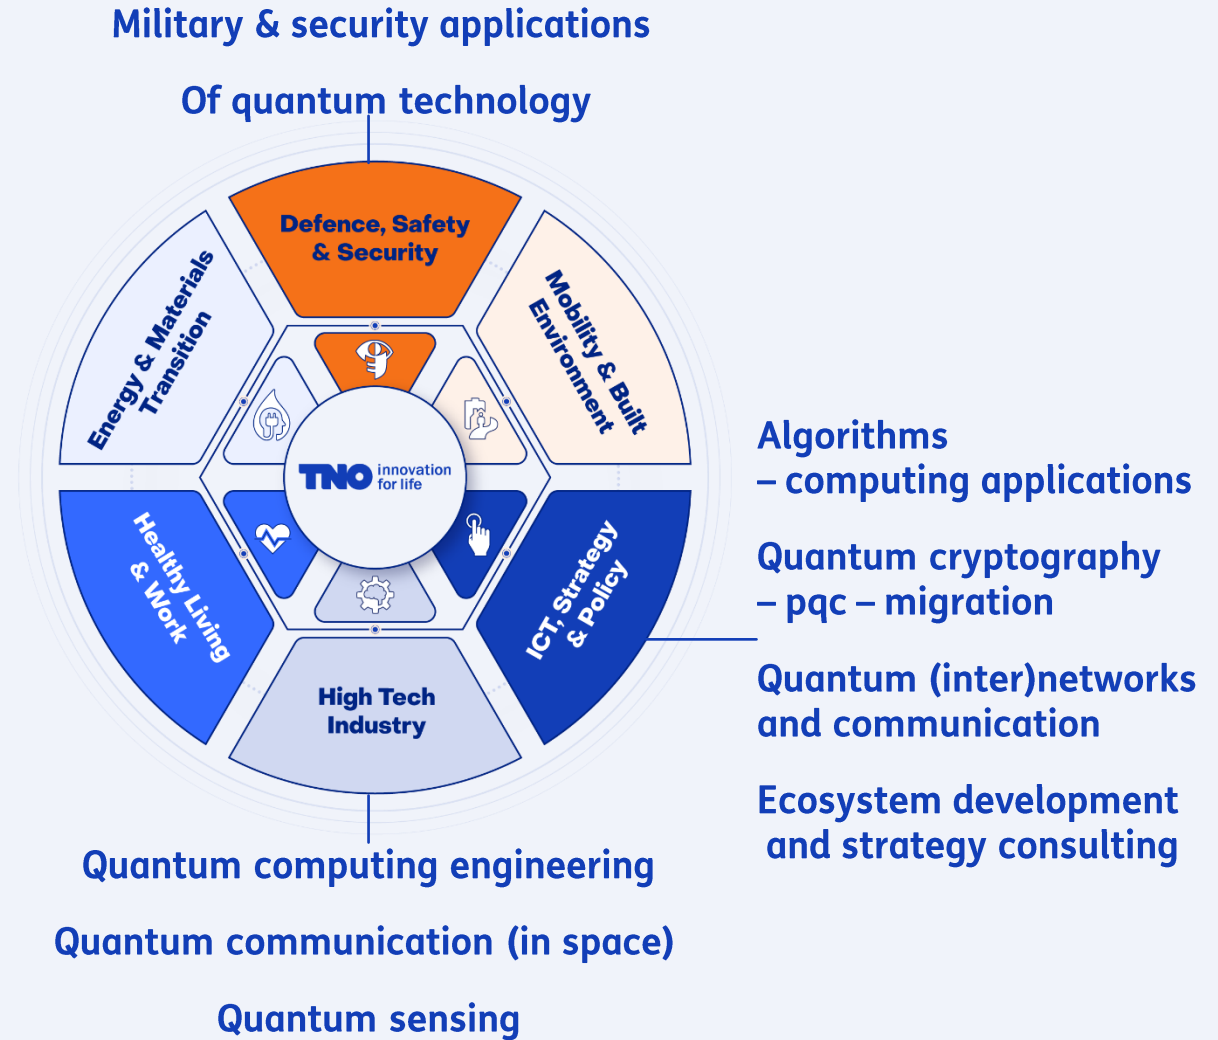 Military & security applications
Of quantum technology
Defence, Safety
& Security
Energy & Materials
Transition
Mobility & Built
Environment
TNO innovation
for life
Healthy Living
& Work
ICT, Strategy
& Policy
High Tech
Industry
Algorithms
– computing applications
Quantum cryptography
– pqc – migration
Quantum (inter)networks
and communication
Ecosystem development
and strategy consulting
Quantum computing engineering
Quantum communication (in space)
Quantum sensing